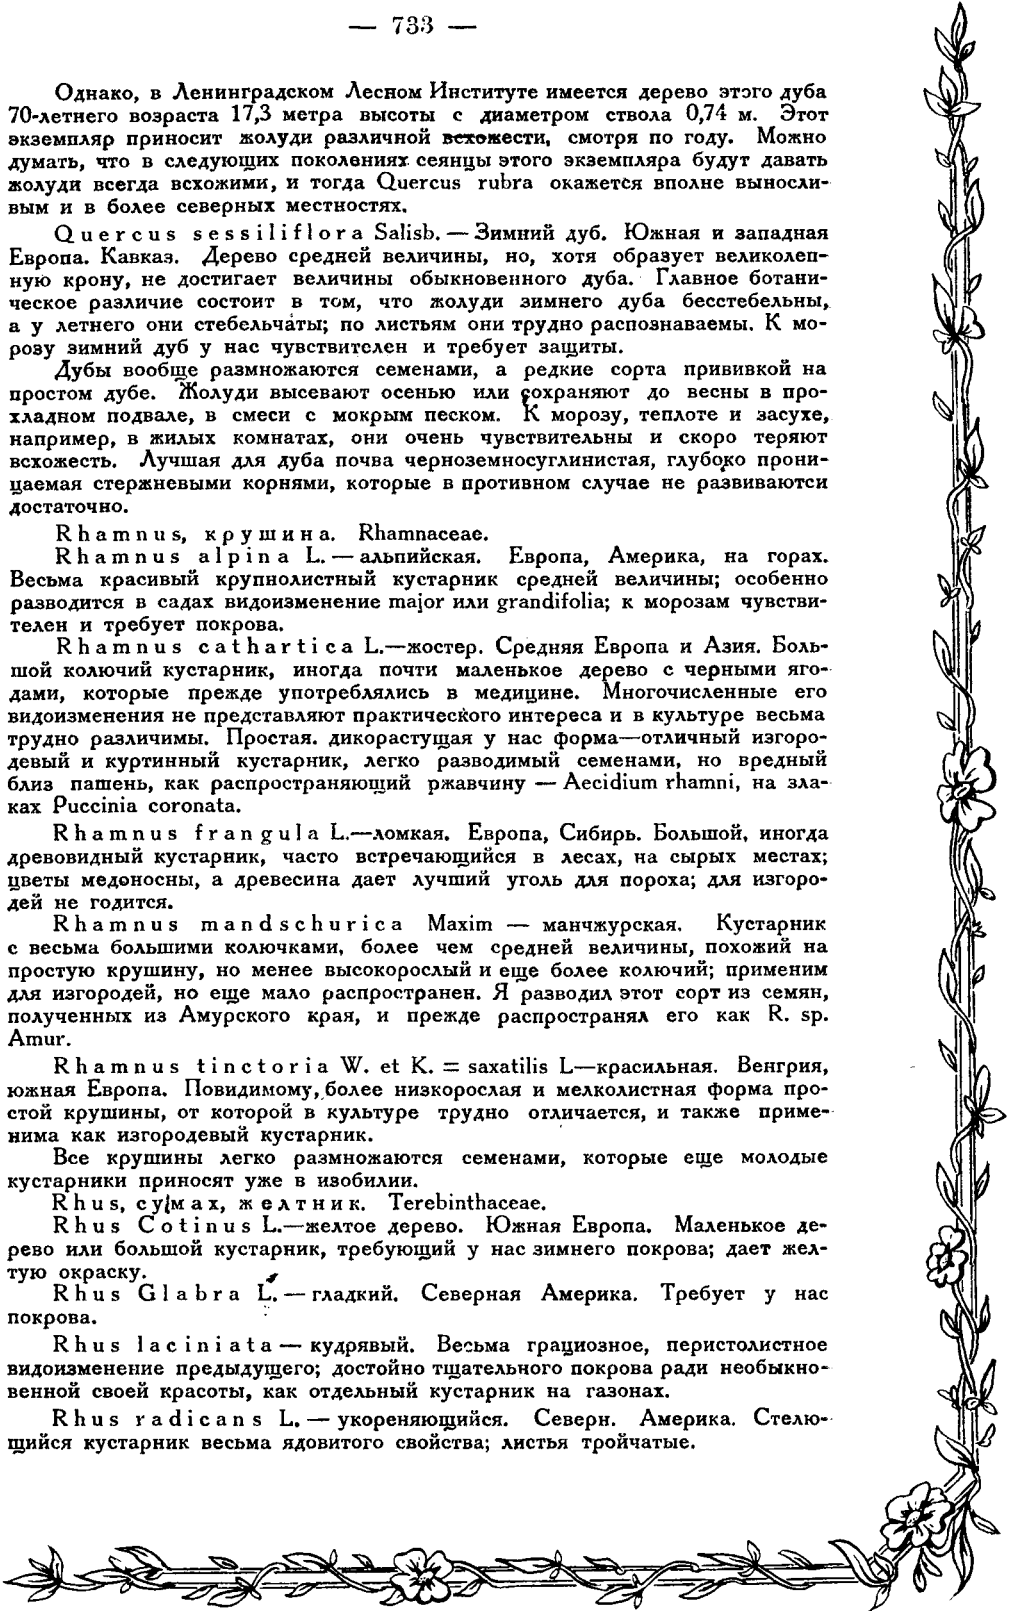 — 733 —
Однако, в Ленинградском Лесном Институте имеется дерево этого дуба
70-летнего возраста 17,3 метра высоты с диаметром ствола 0,74 м. Этот
экземпляр приносит жолуди различной всхожести, смотря по году. Можно
думать, что в следующих поколениях сеянцы этого экземпляра будут давать
жолуди всегда всхожими, и тогда Quercus rubra окажется вполне выносли-
вым и в более северных местностях.
Quercus sessiliflora Salisb. — Зимний дуб. Южная и западная
Европа. Кавказ. Дерево средней величины, но, хотя образует великолеп-
ную крону, не достигает величины обыкновенного дуба. Главное ботани-
ческое различие состоит в том, что жолуди зимнего дуба бесстебельны,
а у летнего они стебельчаты; по листьям они трудно распознаваемы. К мо-
розу зимний дуб у нас чувствителен и требует защиты.
Дубы вообще размножаются семенами, а редкие сорта прививкой на
простом дубе. Жолуди высевают осенью или сохраняют до весны в про-
хладном подвале, в смеси с мокрым песком. К морозу, теплоте и засухе,
например, в жилых комнатах, они очень чувствительны и скоро теряют
всхожесть. Лучшая для дуба почва черноземносуглинистая, глубоко прони-
цаемая стержневыми корнями, которые в противном случае не развиваются
достаточно.
Rhamnus, крушина. Rhamnaceae.
Rhamnus alpina L. — альпийская. Европа, Америка, на горах.
Весьма красивый крупнолистный кустарник средней величины; особенно
разводится в садах видоизменение major или grandifolia; к морозам чувстви-
телен и требует покрова.
Rhamnus cathartica L.—жостер. Средняя Европа и Азия. Боль-
шой колючий кустарник, иногда почти маленькое дерево с черными яго-
дами, которые прежде употреблялись в медицине. Многочисленные его
видоизменения не представляют практического интереса и в культуре весьма
трудно различимы. Простая. дикорастущая у нас форма—отличный изгоро-
девый и куртинный кустарник, легко разводимый семенами, но вредный
близ пашень, как распространяющий ржавчину — Aecidium rhamni, на зла-
ках Puccinia coronata.
Rhamnus frangula L.—ломкая. Европа, Сибирь. Большой, иногда
древовидный кустарник, часто встречающийся в лесах, на сырых местах;
цветы медоносны, а древесина дает лучший уголь для пороха; для изгоро-
дей не годится.
Rhamnus mandschurica Maxim — манчжурская. Кустарник
с весьма большими колючками, более чем средней величины, похожий на
простую крушину, но менее высокорослый и еще более колючий; применим
для изгородей, но еще мало распространен. Я разводил этот сорт из семян,
полученных из Амурского края, и прежде распространял его как R. sp.
Amur.
Rhamnus tinctoria W. et K. = saxatilis L—красильная. Венгрия,
южная Европа. Повидимому, более низкорослая и мелколистная форма про-
стой крушины, от которой в культуре трудно отличается, и также приме-
нима как изгородевый кустарник.
Все крушины легко размножаются семенами, которые еще молодые
кустарники приносят уже в изобилии.
Rhus, сумах, желтник. Terebinthaceae.
Rhus Cotinus L.—желтое дерево. Южная Европа. Маленькое де-
рево или большой кустарник, требующий у нас зимнего покрова; дает жел-
тую окраску.
Rhus Glabra L. — гладкий. Северная Америка. Требует у нас
покрова.
Rhus laciniata — кудрявый. Весьма грациозное, перистолистное
видоизменение предыдущего; достойно тщательного покрова ради необыкно-
венной своей красоты, как отдельный кустарник на газонах.
Rhus radicans L. — укореняющийся. Северн. Америка. Стелю-
щийся кустарник весьма ядовитого свойства; листья тройчатые.